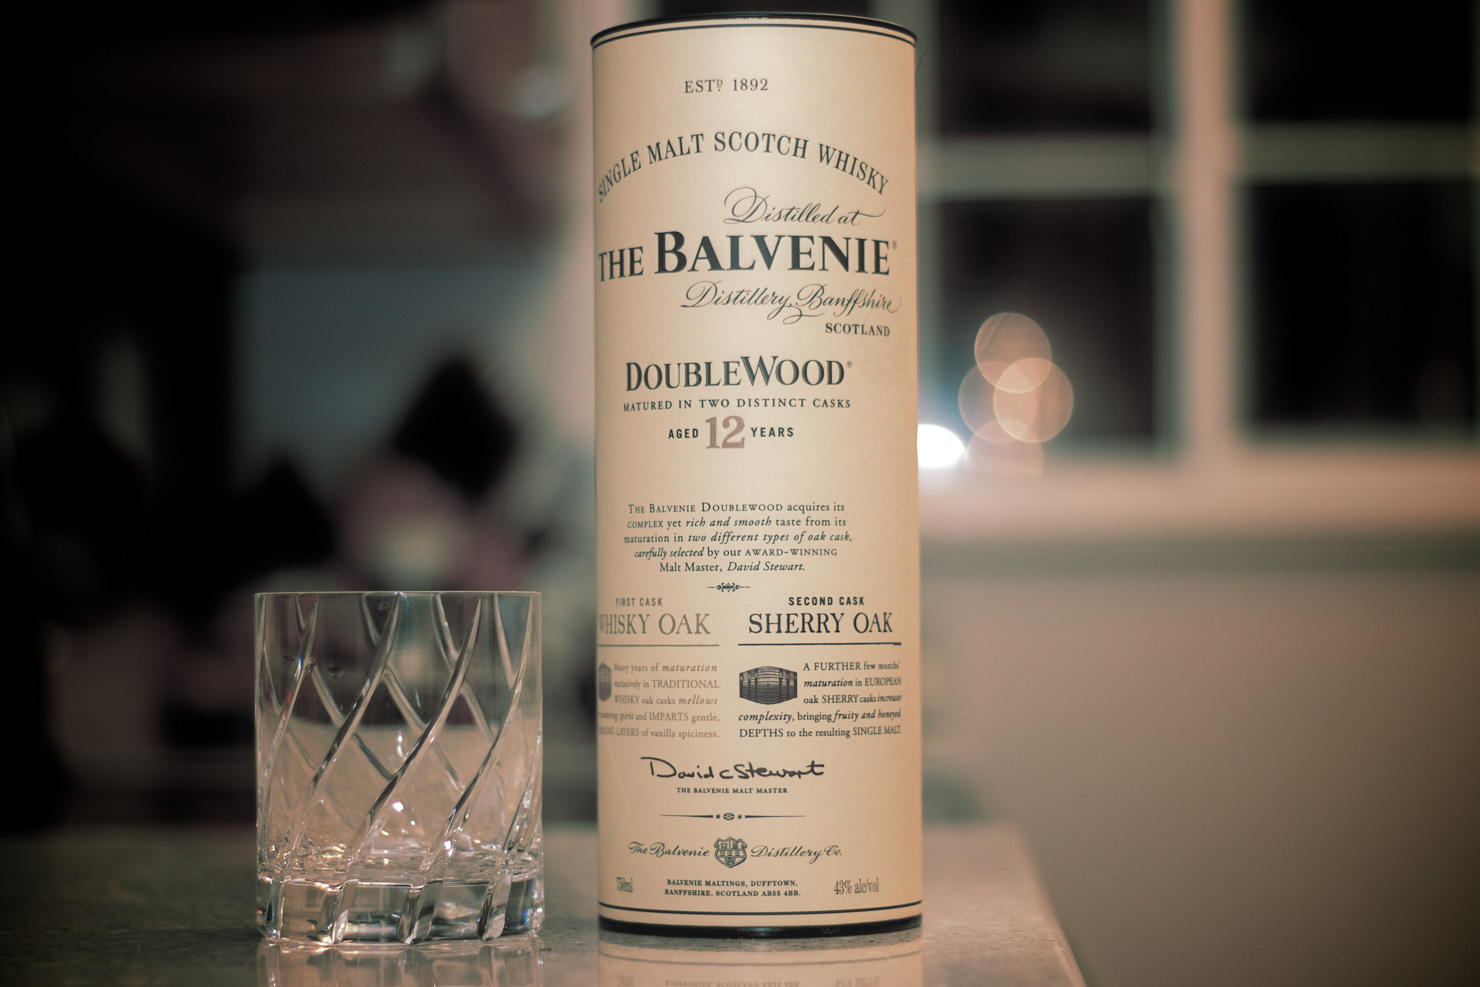 ESTD 1892
SINGLE MALT SCOTCH WHISKY
Distilled at
THE BALVENIE®
Distillery, Banffshire
SCOTLAND
DOUBLEWOOD®
MATURED IN TWO DISTINCT CASKS
AGED 12 YEARS
THE BALVENIE DOUBLEWOOD acquires its
COMPLEX yet rich and smooth taste from its
maturation in two different types of oak cask,
carefully selected by our AWARD-WINNING
Malt Master, David Stewart.
FIRST CASK
WHISKY OAK
Many years of maturation
exclusively in TRADITIONAL
WHISKY oak casks mellows
maturing spirit and IMPARTS gentle,
LAYERS of vanilla spiciness.
SECOND CASK
SHERRY OAK
A FURTHER few months'
maturation in EUROPEAN
oak SHERRY casks increases
complexity, bringing fruity and honeyed
DEPTHS to the resulting SINGLE MALT.
David C Stewart
THE BALVENIE MALT MASTER
The Balvenie Distillery Co.
750ml
BALVENIE MALTINGS, DUFFTOWN,
BANFFSHIRE, SCOTLAND AB55 4BB.
43% alc/vol